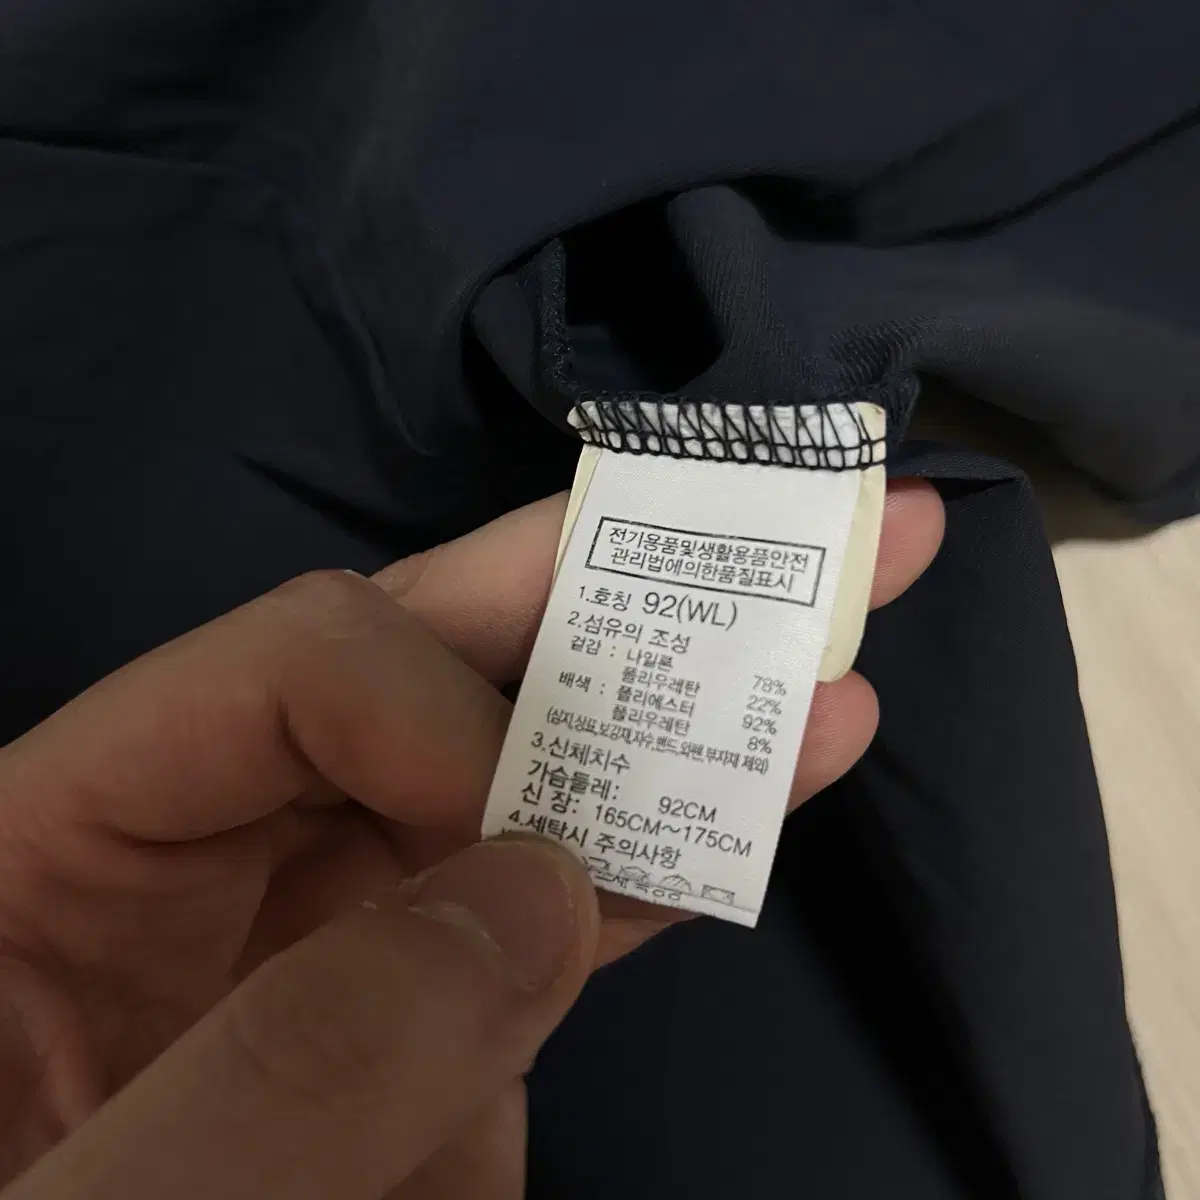 전기용품및생활용품안전
관리법에의한품질표시
1.호칭 92(WL)
2.섬유의 조성
겉감 : 나일론 78%
폴리우레탄 22%
배색 : 폴리에스터 92%
폴리우레탄 8%
(심지,상표,보강재,자수,밴드,와펜,부자재 제외)
3.신체치수
가슴둘레: 92CM
신 장: 165CM~175CM
4.세탁시 주의사항